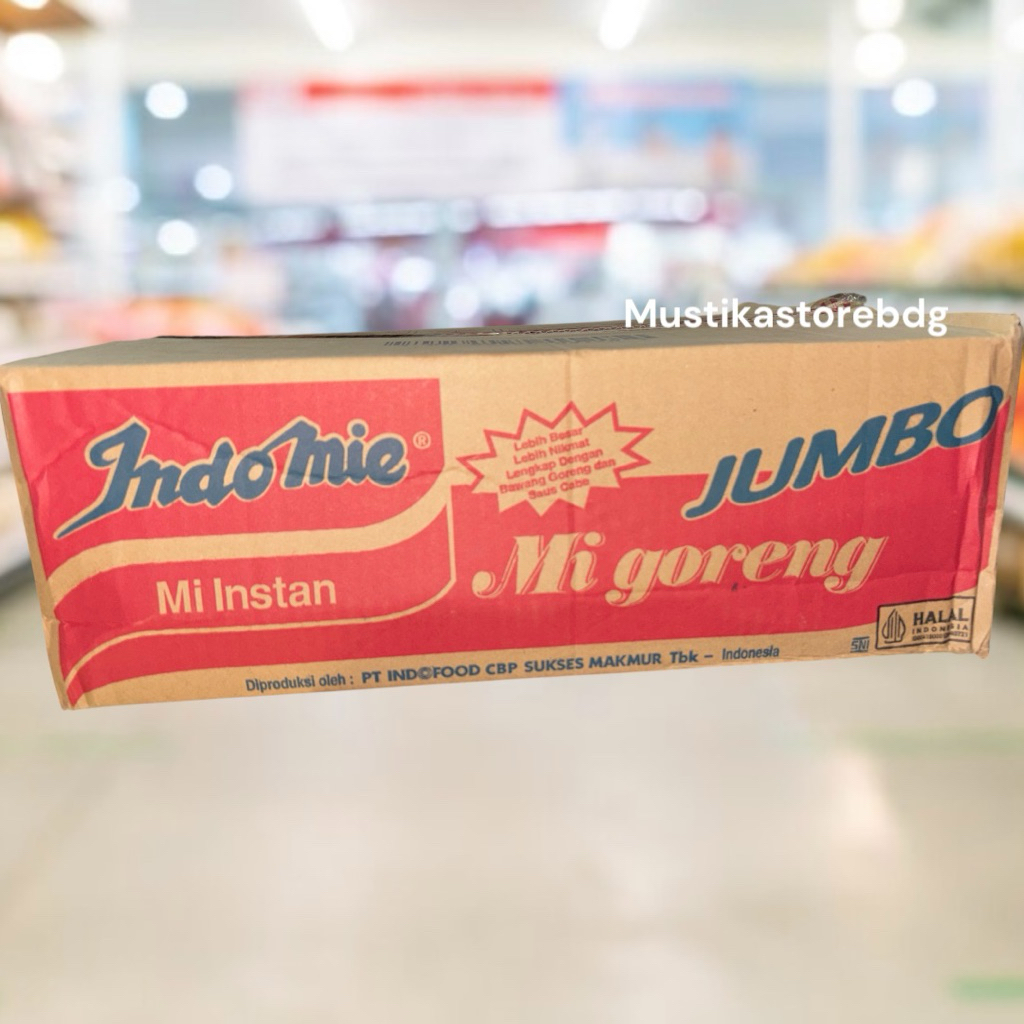 Mustikastorebdg
Indomie®
Lebih Besar
Lebih Nikmat
Lengkap Dengan
Bawang Goreng dan
Saus Cabe
JUMBO
Mi goreng
Mi Instan
HALAL
INDONESIA
SNI
Diproduksi oleh : PT INDOFOOD CBP SUKSES MAKMUR Tbk – Indonesia